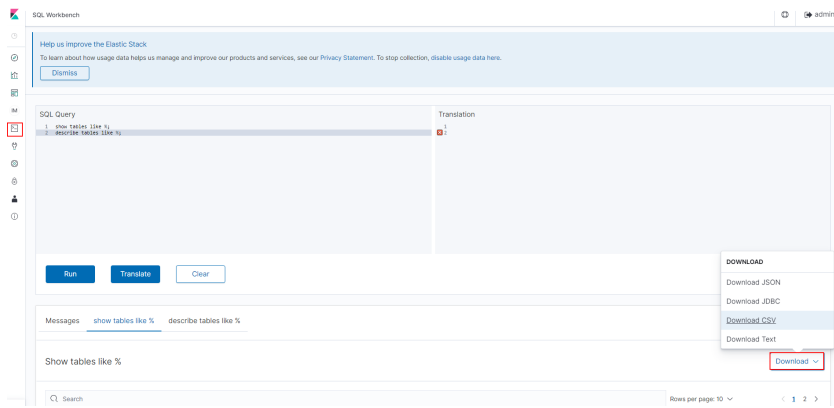 SQL Workbench
admin
Help us improve the Elastic Stack
To learn about how usage data helps us manage and improve our products and services, see our Privacy Statement. To stop collection, disable usage data here.
Dismiss
IM
SQL Query
Translation
1 show tables like %;
2 describe tables like %;
1
2
Run
Translate
Clear
DOWNLOAD
Download JSON
Download JDBC
Download CSV
Download Text
Messages
show tables like %
describe tables like %
Show tables like %
Download
Search
Rows per page: 10
1 2